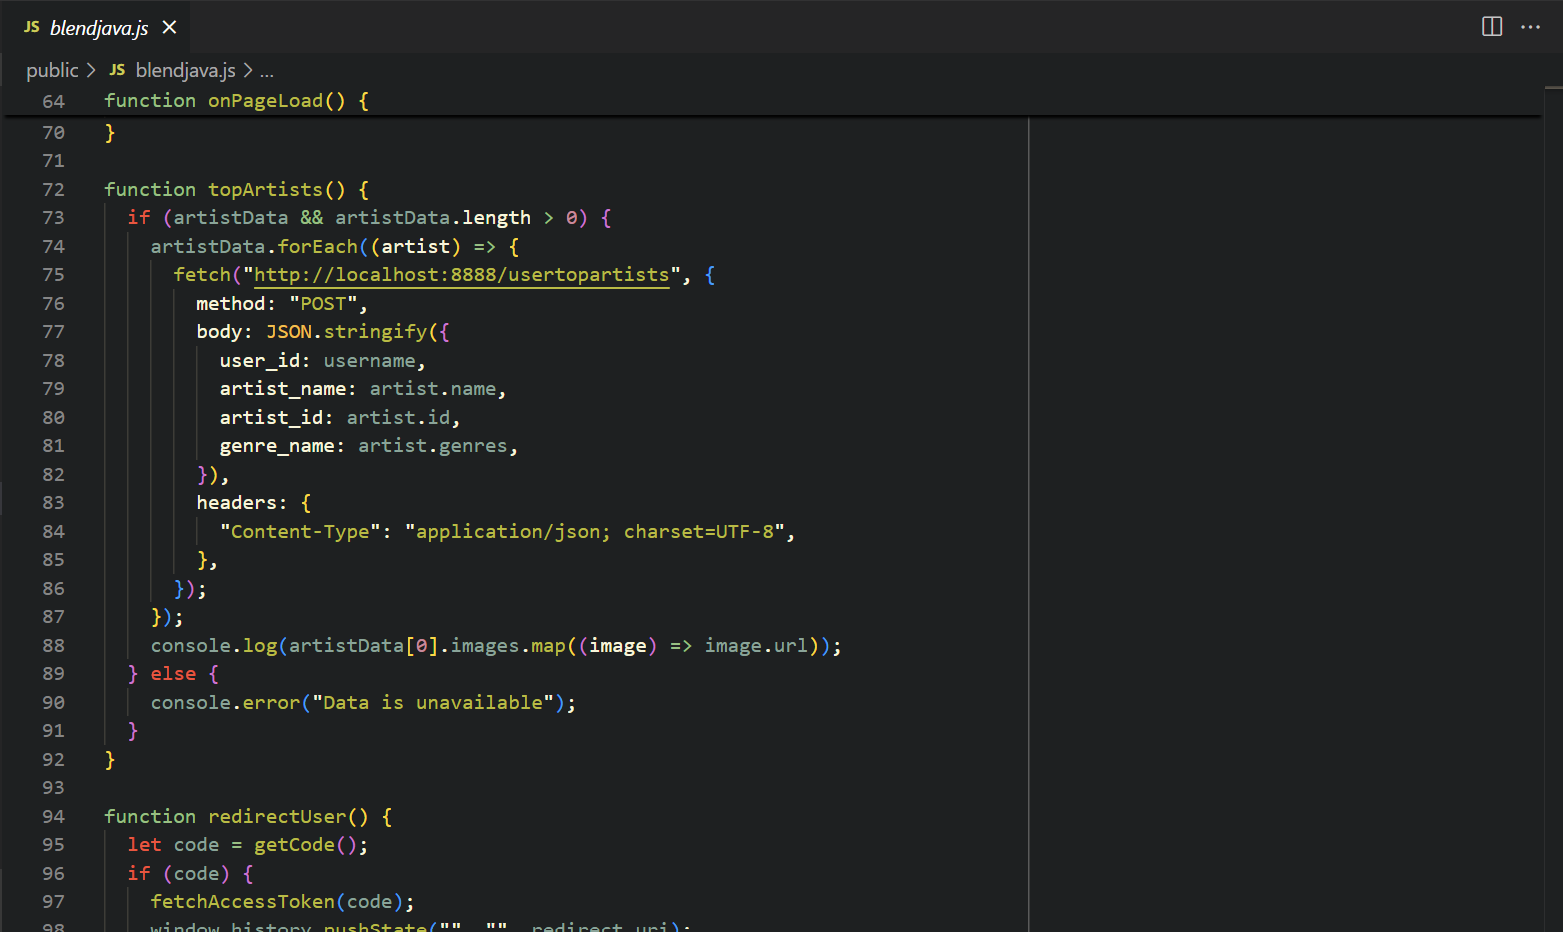 JS blendjava.js
public > JS blendjava.js > ...
64 function onPageLoad() {
70 }
71
72 function topArtists() {
73   if (artistData && artistData.length > 0) {
74     artistData.forEach((artist) => {
75       fetch("http://localhost:8888/usertopartists", {
76         method: "POST",
77         body: JSON.stringify({
78           user_id: username,
79           artist_name: artist.name,
80           artist_id: artist.id,
81           genre_name: artist.genres,
82         }),
83         headers: {
84           "Content-Type": "application/json; charset=UTF-8",
85         },
86       });
87     });
88     console.log(artistData[0].images.map((image) => image.url));
89   } else {
90     console.error("Data is unavailable");
91   }
92 }
93
94 function redirectUser() {
95   let code = getCode();
96   if (code) {
97     fetchAccessToken(code);
98     window.history.pushState("", "", redirect_uri);